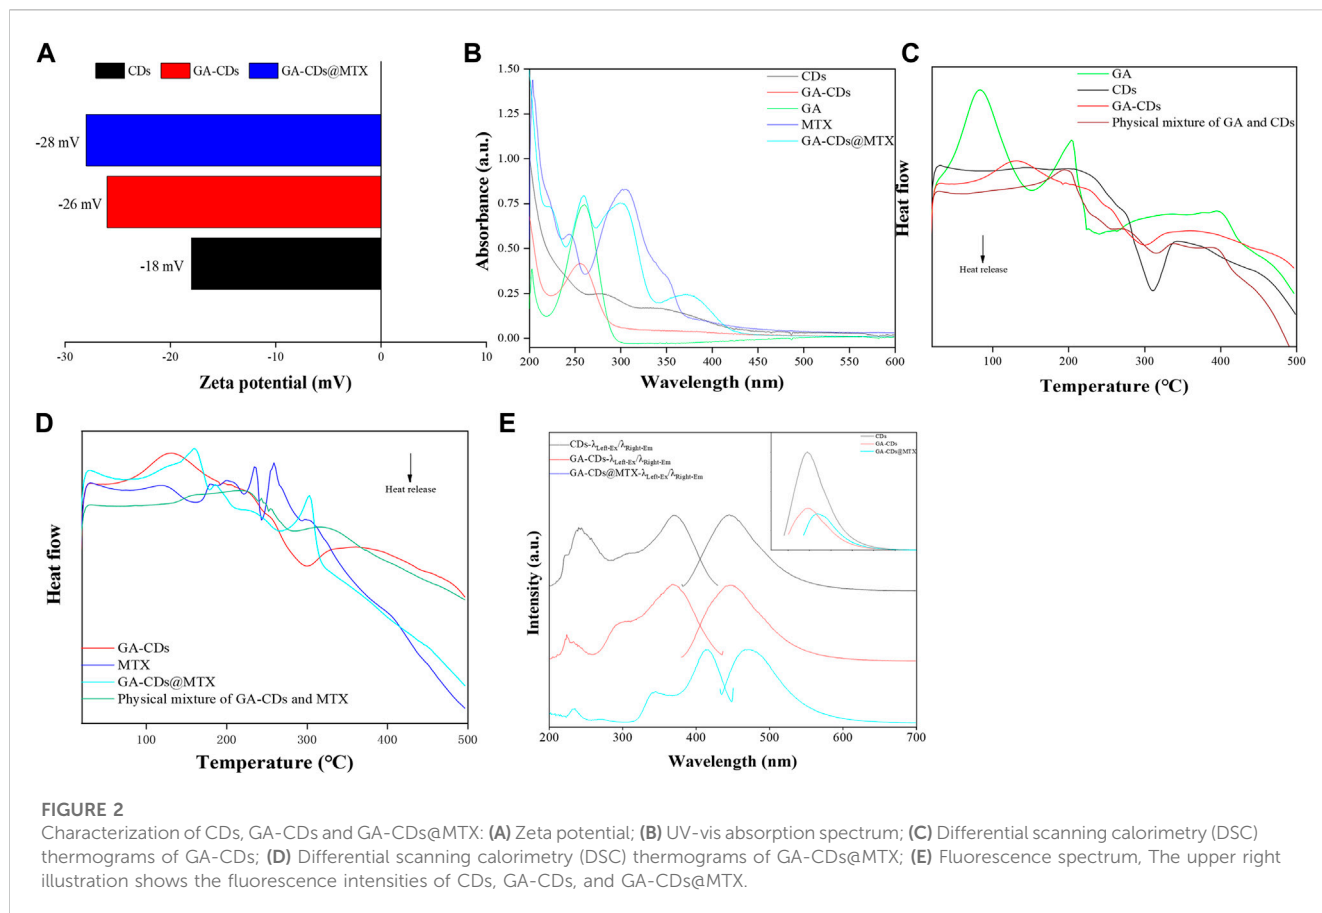 A
CDs GA-CDs GA-CDs@MTX
-28 mV
-26 mV
-18 mV
-30 -20 -10 0 10
Zeta potential (mV)
B
1.50
1.25
1.00
0.75
0.50
0.25
0.00
Absorbance (a.u.)
CDs
GA-CDs
GA
MTX
GA-CDs@MTX
200 250 300 350 400 450 500 550 600
Wavelength (nm)
C
Heat flow
GA
CDs
GA-CDs
Physical mixture of GA and CDs
Heat release
100 200 300 400 500
Temperature (℃)
D
Heat flow
Heat release
GA-CDs
MTX
GA-CDs@MTX
Physical mixture of GA-CDs and MTX
100 200 300 400 500
Temperature (℃)
E
Intensity (a.u.)
CDs-λLeft-Ex/λRight-Em
GA-CDs-λLeft-Ex/λRight-Em
GA-CDs@MTX-λLeft-Ex/λRight-Em
CDs
GA-CDs
GA-CDs@MTX
200 300 400 500 600 700
Wavelength (nm)
FIGURE 2
Characterization of CDs, GA-CDs and GA-CDs@MTX: (A) Zeta potential; (B) UV-vis absorption spectrum; (C) Differential scanning calorimetry (DSC)
thermograms of GA-CDs; (D) Differential scanning calorimetry (DSC) thermograms of GA-CDs@MTX; (E) Fluorescence spectrum, The upper right
illustration shows the fluorescence intensities of CDs, GA-CDs, and GA-CDs@MTX.